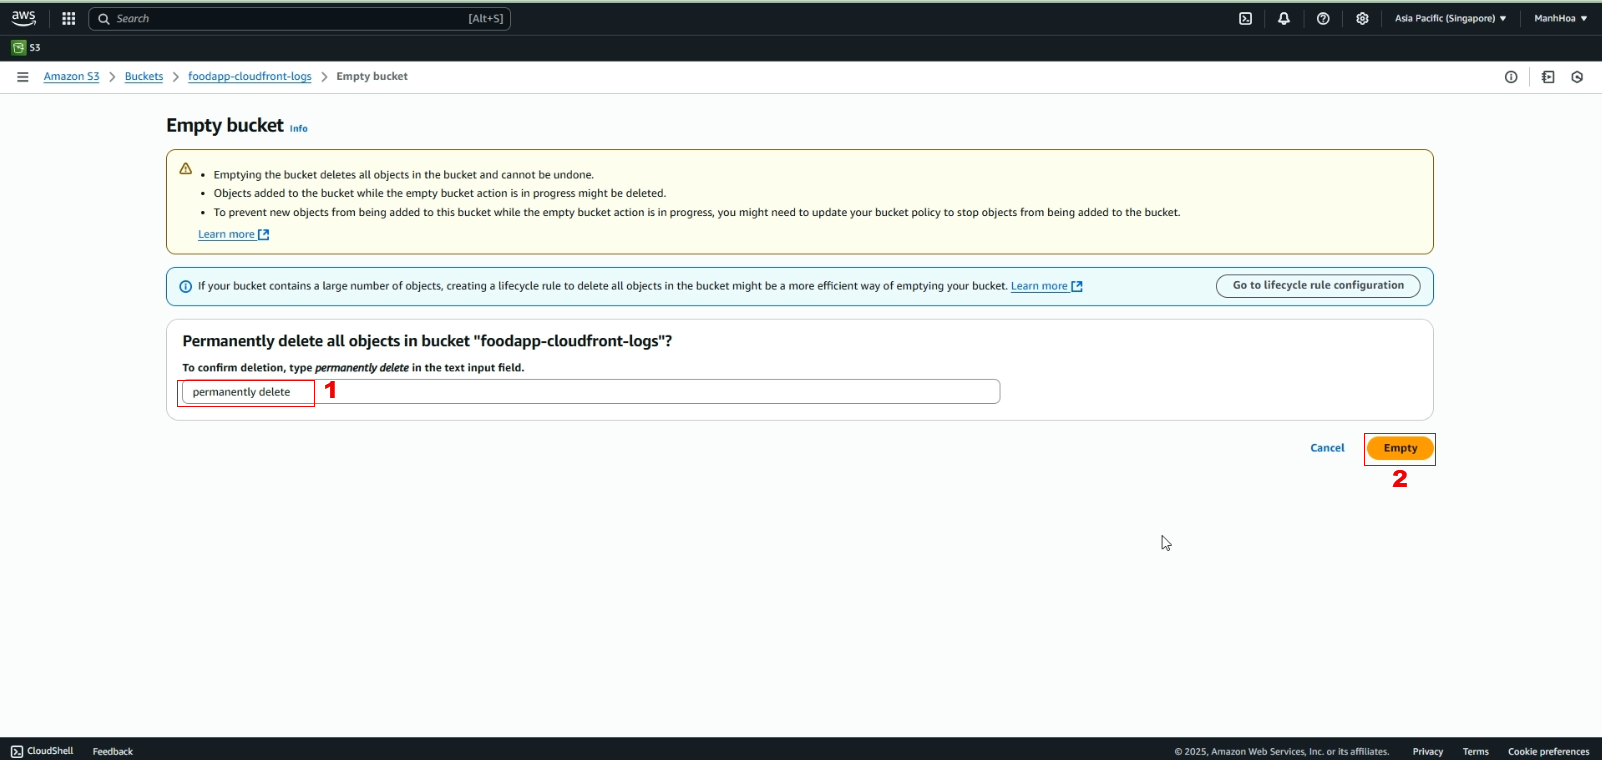 aws
Search [Alt+S]
Asia Pacific (Singapore) ▼
ManhHoa ▼
S3
Amazon S3 > Buckets > foodapp-cloudfront-logs > Empty bucket
Empty bucket Info
• Emptying the bucket deletes all objects in the bucket and cannot be undone.
• Objects added to the bucket while the empty bucket action is in progress might be deleted.
• To prevent new objects from being added to this bucket while the empty bucket action is in progress, you might need to update your bucket policy to stop objects from being added to the bucket.
Learn more
If your bucket contains a large number of objects, creating a lifecycle rule to delete all objects in the bucket might be a more efficient way of emptying your bucket. Learn more
Go to lifecycle rule configuration
Permanently delete all objects in bucket "foodapp-cloudfront-logs"?
To confirm deletion, type permanently delete in the text input field.
permanently delete 1
Cancel Empty
2
CloudShell Feedback
© 2025, Amazon Web Services, Inc. or its affiliates. Privacy Terms Cookie preferences